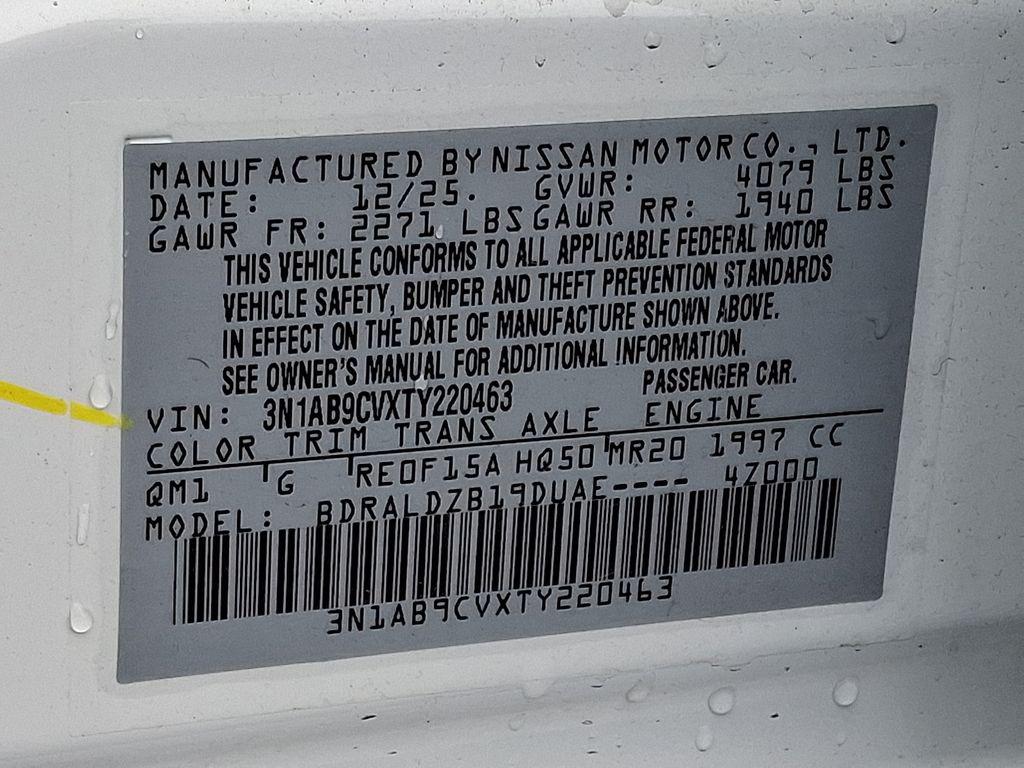 MANUFACTURED BY NISSAN MOTOR CO., LTD.
DATE: 12/25. GVWR: 4079 LBS
GAWR FR: 2271 LBS GAWR RR: 1940 LBS
THIS VEHICLE CONFORMS TO ALL APPLICABLE FEDERAL MOTOR
VEHICLE SAFETY, BUMPER AND THEFT PREVENTION STANDARDS
IN EFFECT ON THE DATE OF MANUFACTURE SHOWN ABOVE.
SEE OWNER'S MANUAL FOR ADDITIONAL INFORMATION.
VIN: 3N1AB9CVXTY220463 PASSENGER CAR.
COLOR TRIM TRANS AXLE ENGINE
QM1 G RE0F15A HQ50 MR20 1997 CC
MODEL: BDRALDZB19DUAE---- 4Z000
3N1AB9CVXTY220463